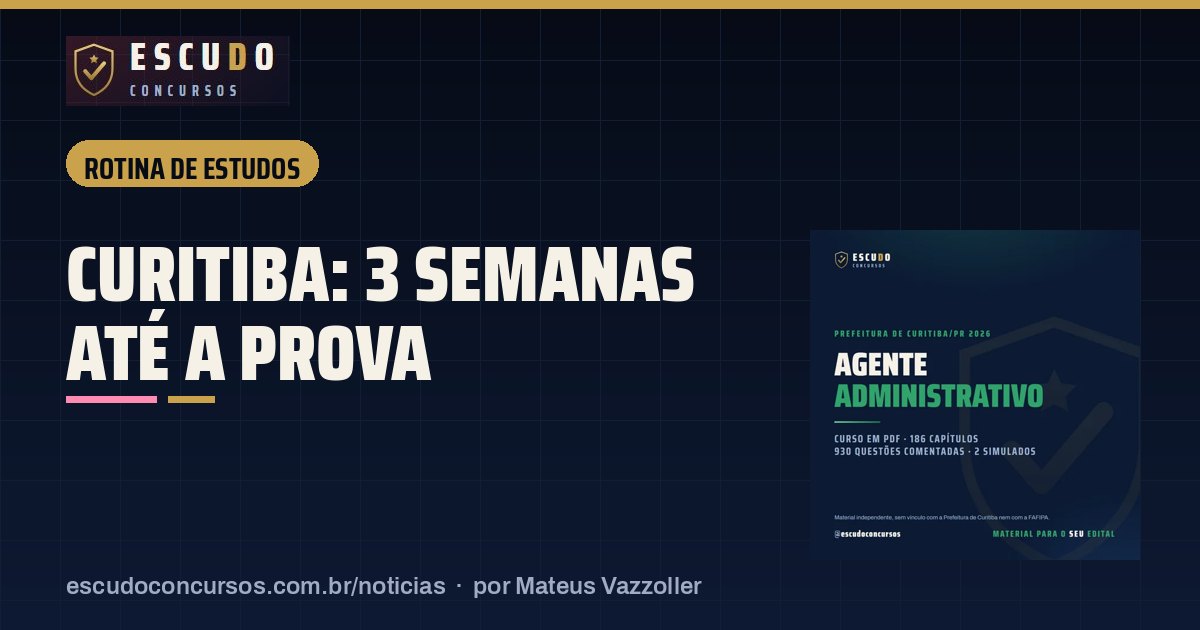 ESCUDO
CONCURSOS
ROTINA DE ESTUDOS
CURITIBA: 3 SEMANAS
ATÉ A PROVA
ESCUDO
CONCURSOS
PREFEITURA DE CURITIBA/PR 2026
AGENTE
ADMINISTRATIVO
CURSO EM PDF · 186 CAPÍTULOS
930 QUESTÕES COMENTADAS · 2 SIMULADOS
Material independente, sem vínculo com a Prefeitura de Curitiba nem com a FAFIPA.
@escudoconcursos
MATERIAL PARA O SEU EDITAL
escudoconcursos.com.br/noticias · por Mateus Vazzoller